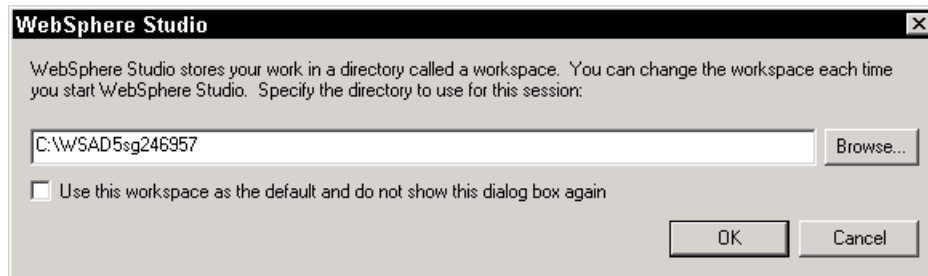 WebSphere Studio
WebSphere Studio stores your work in a directory called a workspace. You can change the workspace each time
you start WebSphere Studio. Specify the directory to use for this session:
C:\WSAD5sg246957
Browse...
Use this workspace as the default and do not show this dialog box again
OK
Cancel